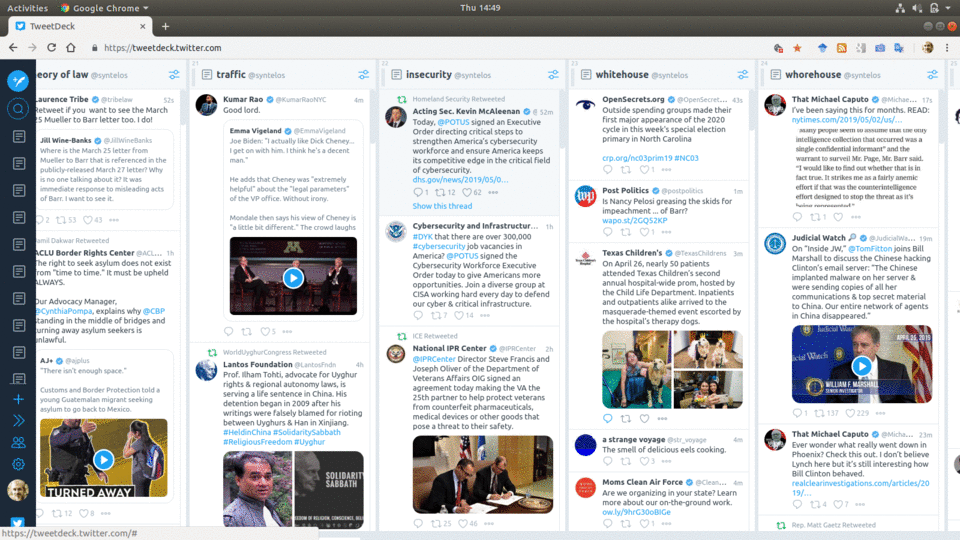 Activities Google Chrome Thu 14:49
TweetDeck
https://tweetdeck.twitter.com
eory of law @syntelos
Laurence Tribe @tribelaw 52s
Retweet if you want to see the March
25 Mueller to Barr letter too. I do!
Jill Wine-Banks @JillWineBanks
Where is the March 25 letter from
Mueller to Barr that is referenced in the
publicly-released March 27 letter? Why
is no one talking about it? It was
immediate response to misleading acts
of Barr. I want to see it.
2 53 43
Jamil Dakwar Retweeted
ACLU Border Rights Center @ACL... 1h
The right to seek asylum does not exist
from "time to time." It must be upheld
ALWAYS.
Our Advocacy Manager,
@CynthiaPompa, explains why @CBP
standing in the middle of bridges and
turning away asylum seekers is
unlawful.
AJ+ @ajplus
"There isn't enough space."
Customs and Border Protection told a
young Guatemalan migrant seeking
asylum to go back to Mexico.
TURNED AWAY
12 8
https://tweetdeck.twitter.com/#
21
traffic @syntelos
Kumar Rao @KumarRaoNYC 4m
Good lord.
Emma Vigeland @EmmaVigeland
Joe Biden: "I actually like Dick Cheney...
I get on with him. I think he's a decent
man."
He adds that Cheney was "extremely
helpful" about the "legal parameters"
of the VP office. Without irony.
Mondale then says his view of Cheney is
"a little bit different." The crowd laughs
5
WorldUyghurCongress Retweeted
Lantos Foundation @LantosFndn 4h
Prof. Ilham Tohti, advocate for Uyghur
rights & regional autonomy laws, is
serving a life sentence in China. His
detention began in 2009 after his
writings were falsely blamed for rioting
between Uyghurs & Han in Xinjiang.
#HeldinChina #SolidaritySabbath
#ReligiousFreedom #Uyghur
SOLIDARITY
SABBATH
22
insecurity @syntelos
Homeland Security Retweeted
Acting Sec. Kevin McAleenan @ 52m
Today, @POTUS signed an Executive
Order directing critical steps to
strengthen America's cybersecurity
workforce and ensure America keeps
its competitive edge in the critical field
of cybersecurity.
dhs.gov/news/2019/05/0...
1 12 62
Show this thread
Cybersecurity and Infrastructur... 1h
#DYK that there are over 300,000
#cybersecurity job vacancies in
America? @POTUS signed the
Cybersecurity Workforce Executive
Order today to give Americans more
opportunities. Join a diverse group at
CISA working hard every day to defend
our cyber & critical infrastructure.
7 14
ICE Retweeted
National IPR Center @IPRCenter 2h
@IPRCenter Director Steve Francis and
Joseph Oliver of the Department of
Veterans Affairs OIG signed an
agreement today making the VA the
25th partner to help protect veterans
from counterfeit pharmaceuticals,
medical devices or other goods that
pose a threat to their safety.
25 46
23
whitehouse @syntelos
OpenSecrets.org @OpenSecret... 43s
Outside spending groups made their
first major appearance of the 2020
cycle in this week's special election
primary in North Carolina
crp.org/nc03prim19 #NC03
1
Post Politics @postpolitics 1m
Is Nancy Pelosi greasing the skids for
impeachment ... of Barr?
wapo.st/2GQ52KP
1
Texas Children's @TexasChildrens 3m
On April 26, nearly 50 patients
attended Texas Children's second
annual hospital-wide prom, hosted by
the Child Life Department. Inpatients
and outpatients alike arrived to the
masquerade-themed event escorted by
the hospital's therapy dogs.
a strange voyage @str_voyage 4m
The smell of delicious eels cooking.
3
Moms Clean Air Force @Clean... 4m
Are we organizing in your state? Learn
more about our on-the-ground work.
ow.ly/9hrG30oBIGe
1
24
whorehouse @syntelos
That Michael Caputo @Michae... 17s
I've been saying this for months. READ:
nytimes.com/2019/05/02/us/...
Many people seem to assume that the only
intelligence collection that occurred was a
single confidential informant" and the
warrant to surveil Mr. Page, Mr. Barr said.
"I would like to find out whether that is in
fact true. It strikes me as a fairly anemic
effort if that was the counterintelligence
effort designed to stop the threat as it's
being represented."
1
Judicial Watch @JudicialWat... 19m
On "Inside JW," @TomFitton joins Bill
Marshall to discuss the Chinese hacking
Clinton's email server: "The Chinese
implanted malware on her server &
were sending copies of all her
communications & top secret material
to China. Our entire network of agents
in China disappeared."
Judicial Watch
APRIL 26, 2019
WILLIAM F. MARSHALL
SENIOR INVESTIGATOR
1 137 229
That Michael Caputo @Micha... 23m
Ever wonder what really went down in
Phoenix? Check this out. I don't believe
Lynch here but it's still interesting how
Bill Clinton behaved.
realclearinvestigations.com/articles/2
019/...
4 7
Rep. Matt Gaetz Retweeted